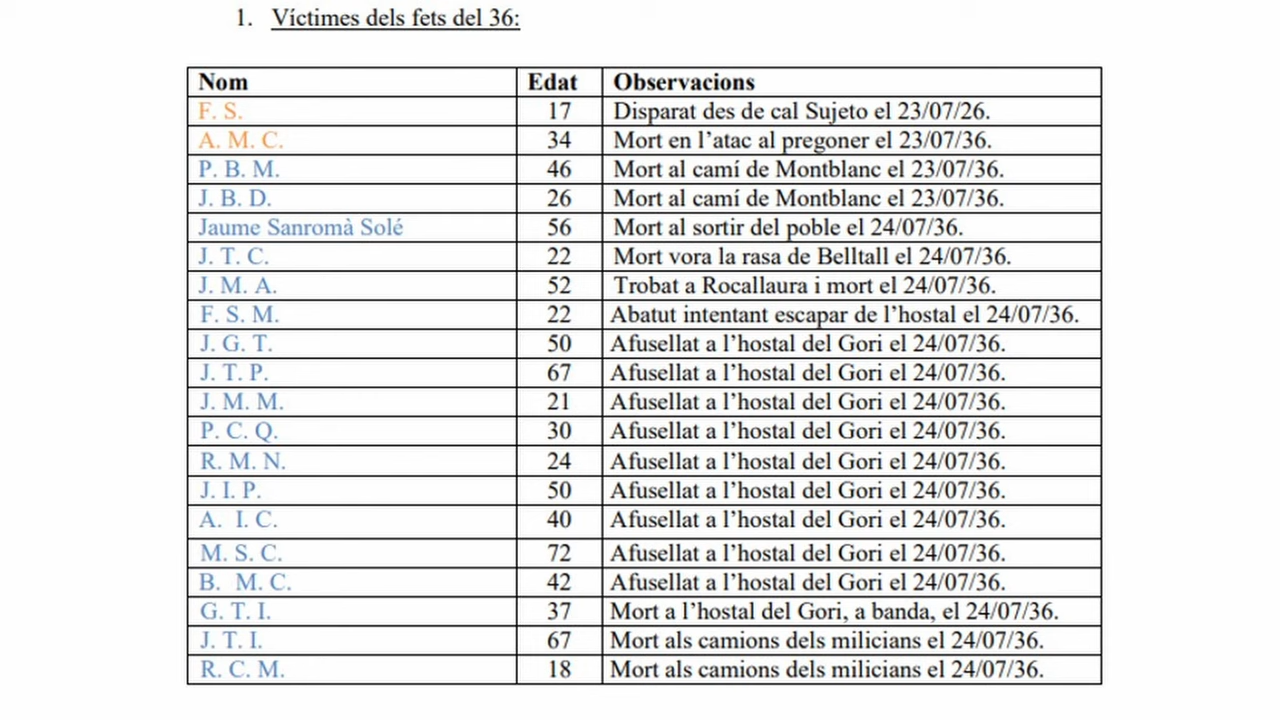 1. Víctimes dels fets del 36:
Nom Edat Observacions
F. S. 17 Disparat des de cal Sujeto el 23/07/26.
A. M. C. 34 Mort en l’atac al pregoner el 23/07/36.
P. B. M. 46 Mort al camí de Montblanc el 23/07/36.
J. B. D. 26 Mort al camí de Montblanc el 23/07/36.
Jaume Sanromà Solé 56 Mort al sortir del poble el 24/07/36.
J. T. C. 22 Mort vora la rasa de Belltall el 24/07/36.
J. M. A. 52 Trobat a Rocallaura i mort el 24/07/36.
F. S. M. 22 Abatut intentant escapar de l’hostal el 24/07/36.
J. G. T. 50 Afusellat a l’hostal del Gori el 24/07/36.
J. T. P. 67 Afusellat a l’hostal del Gori el 24/07/36.
J. M. M. 21 Afusellat a l’hostal del Gori el 24/07/36.
P. C. Q. 30 Afusellat a l’hostal del Gori el 24/07/36.
R. M. N. 24 Afusellat a l’hostal del Gori el 24/07/36.
J. I. P. 50 Afusellat a l’hostal del Gori el 24/07/36.
A. I. C. 40 Afusellat a l’hostal del Gori el 24/07/36.
M. S. C. 72 Afusellat a l’hostal del Gori el 24/07/36.
B. M. C. 42 Afusellat a l’hostal del Gori el 24/07/36.
G. T. I. 37 Mort a l’hostal del Gori, a banda, el 24/07/36.
J. T. I. 67 Mort als camions dels milicians el 24/07/36.
R. C. M. 18 Mort als camions dels milicians el 24/07/36.